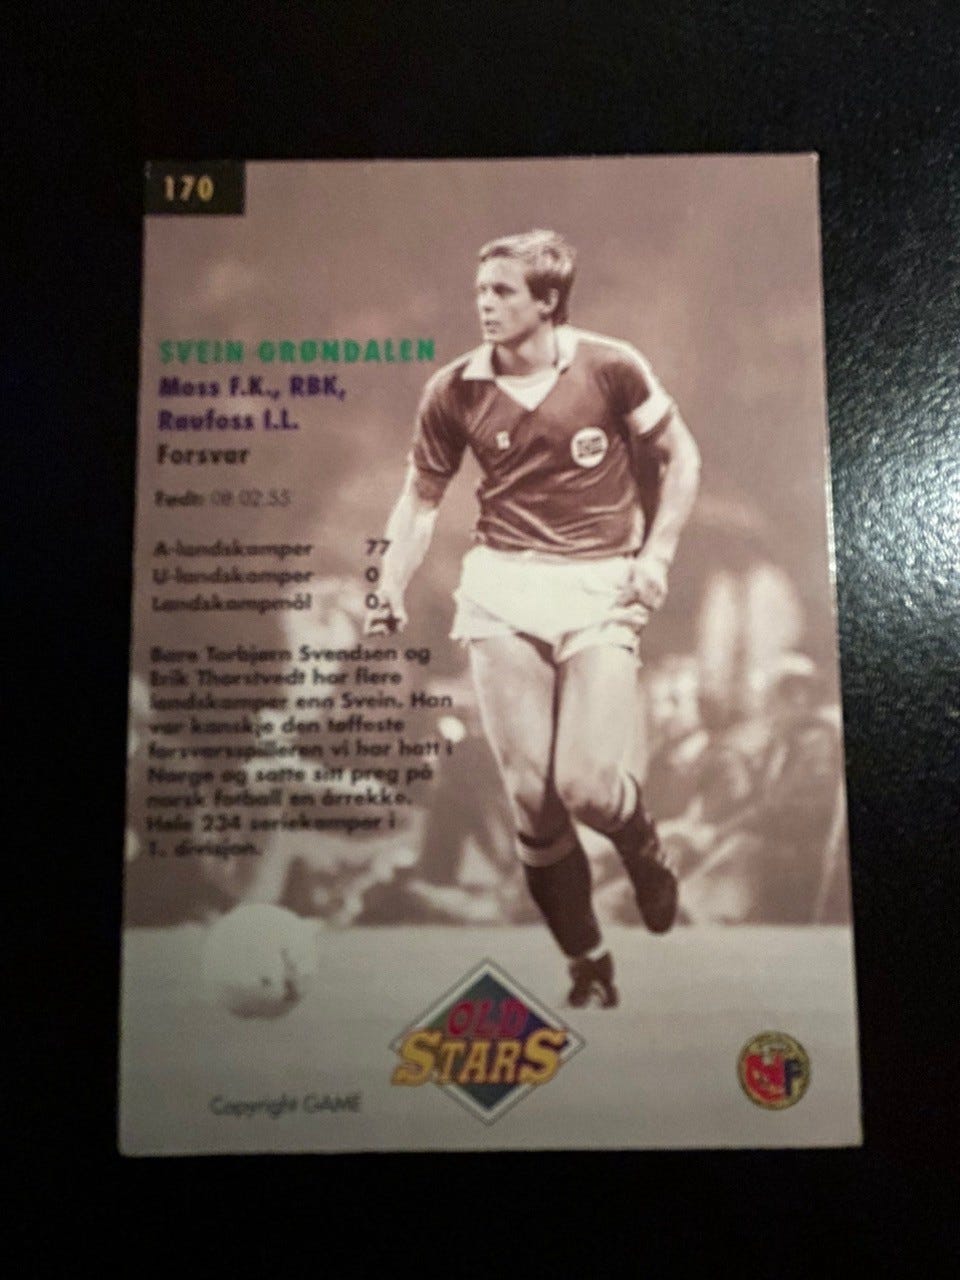 170
SVEIN GRØNDALEN
Moss F.K., RBK,
Raufoss I.L.
Forsvar
Født: 08.02.55
A-landskamper 77
U-landskamper 0
Landskampmål 0
Bare Torbjørn Svendsen og
Erik Thorstvedt har flere
landskamper enn Svein. Han
var kanskje den tøffeste
forsvarsspilleren vi har hatt i
Norge og satte sitt preg på
norsk fotball en årrekke.
Hele 234 seriekamper i
1. divisjon.
OLD
STARS
Copyright GAME